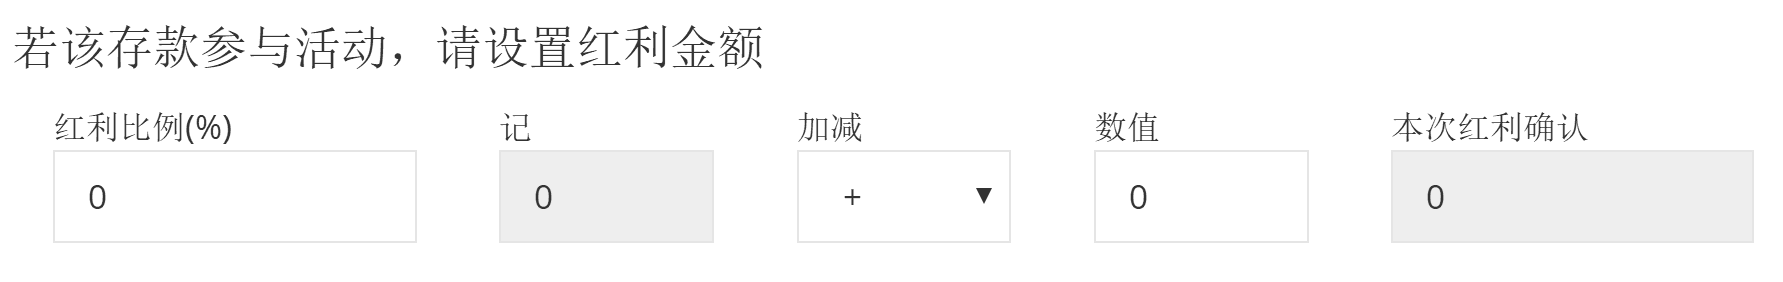 若该存款参与活动，请设置红利金额
红利比例(%) 记 加减 数值 本次红利确认
0 0 + 0 0